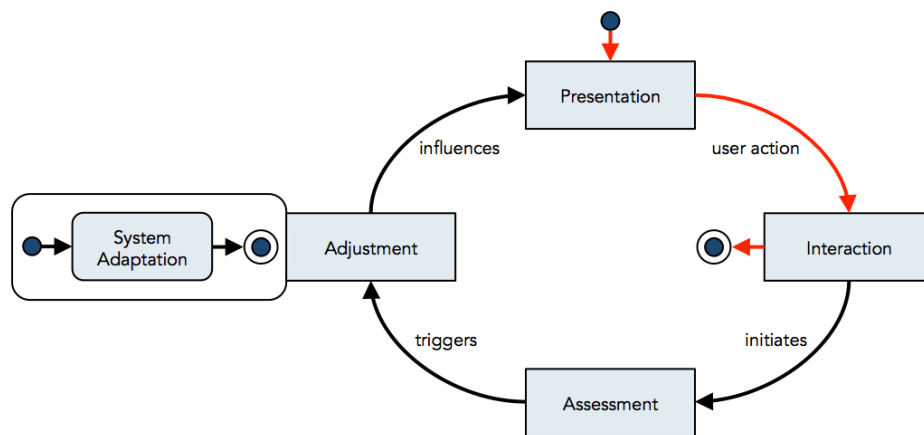 Presentation
influences
user action
System
Adaptation
Adjustment
Interaction
triggers
initiates
Assessment